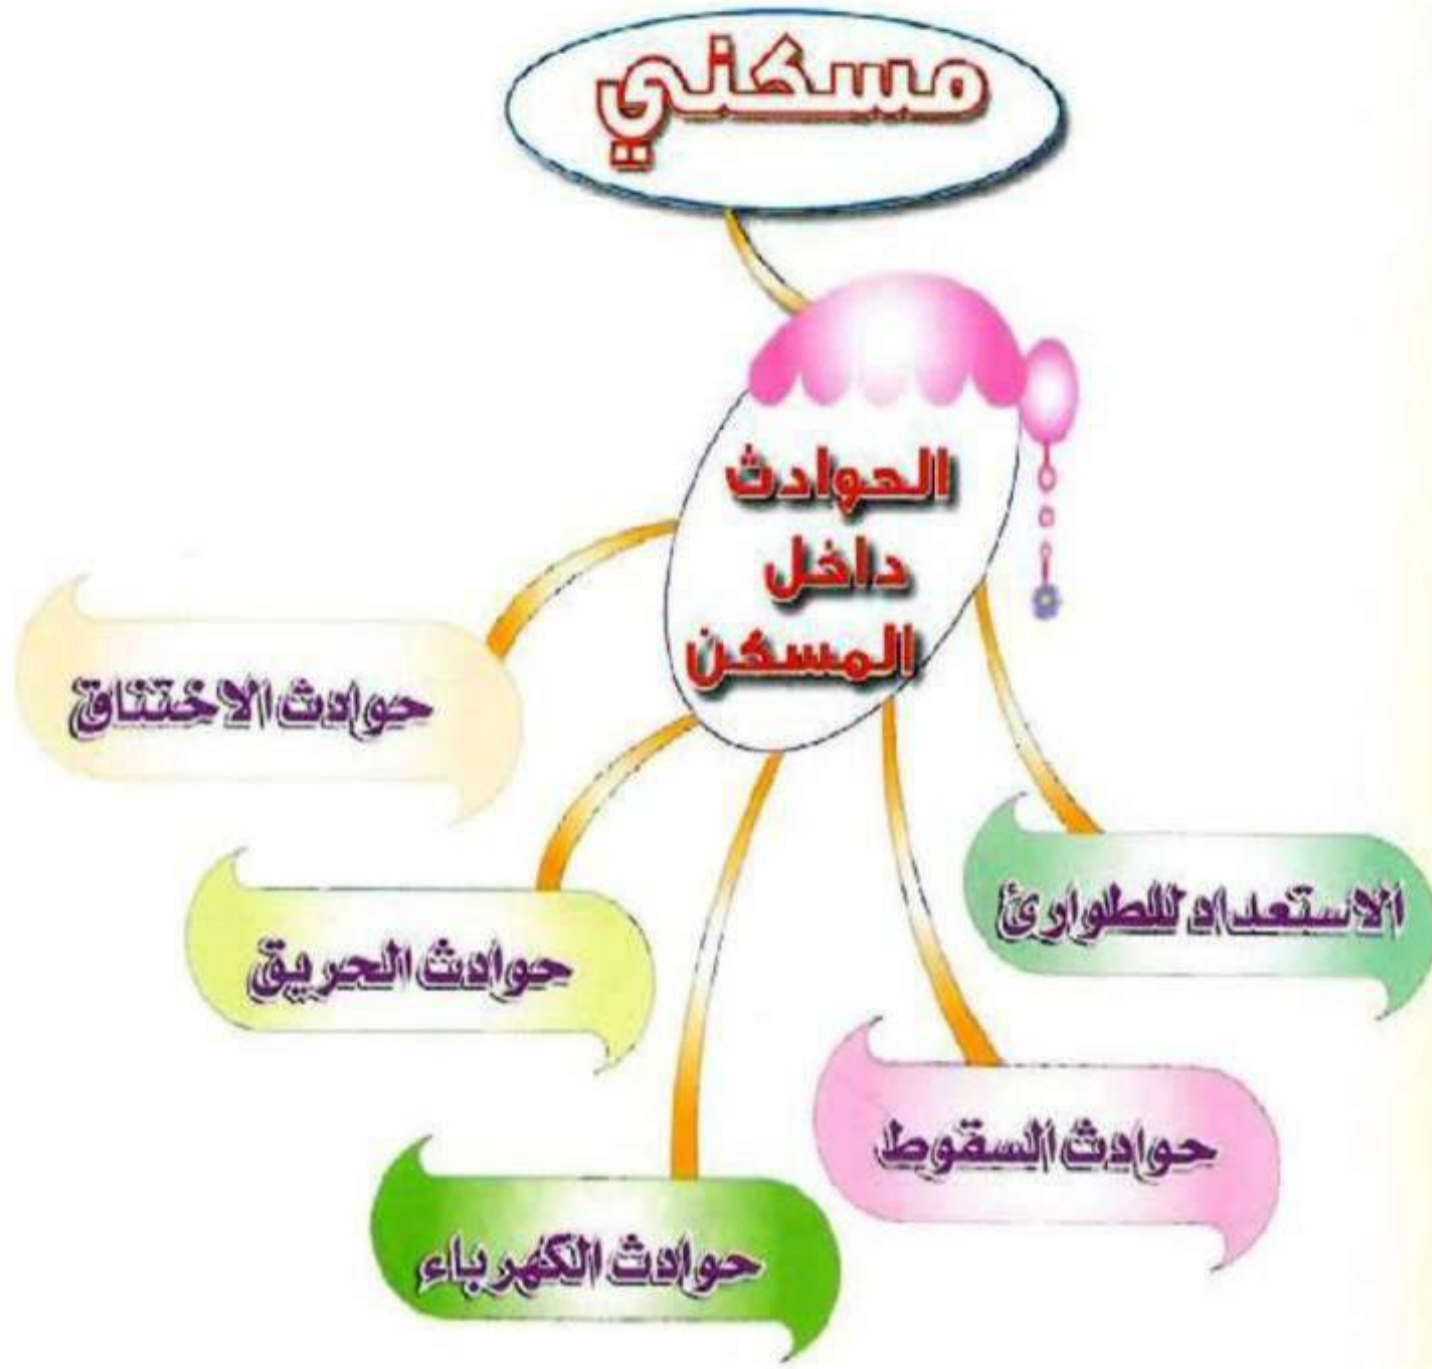 مسكني
الحوادث
داخل
المسكن
الاستعداد للطوارئ
حوادث السقوط
حوادث الكهرباء
حوادث الحريق
حوادث الاختناق